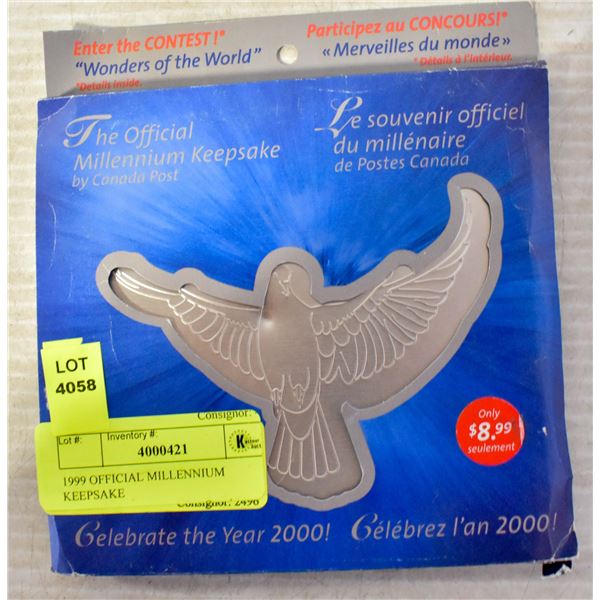 Enter the CONTEST !*
"Wonders of the World"
*Details inside.
Participez au CONCOURS!*
« Merveilles du monde »
* Détails à l'intérieur.
The Official
Millennium Keepsake
by Canada Post
Le souvenir officiel
du millénaire
de Postes Canada
LOT
4058
Consignor:
Lot #:
Inventory #:
4000421
1999 OFFICIAL MILLENNIUM
KEEPSAKE
Consignor: 2496
Only
$8.99
seulement
Celebrate the Year 2000!
Célébrez l'an 2000!